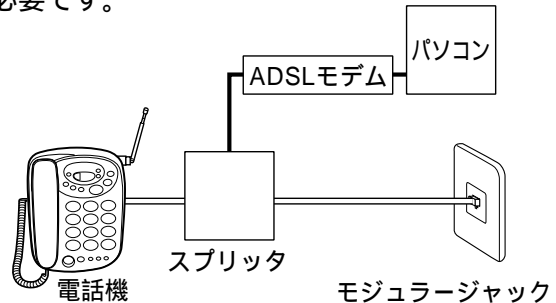 必要です。
パソコン
ADSLモデム
スプリッタ
電話機
モジュラージャック